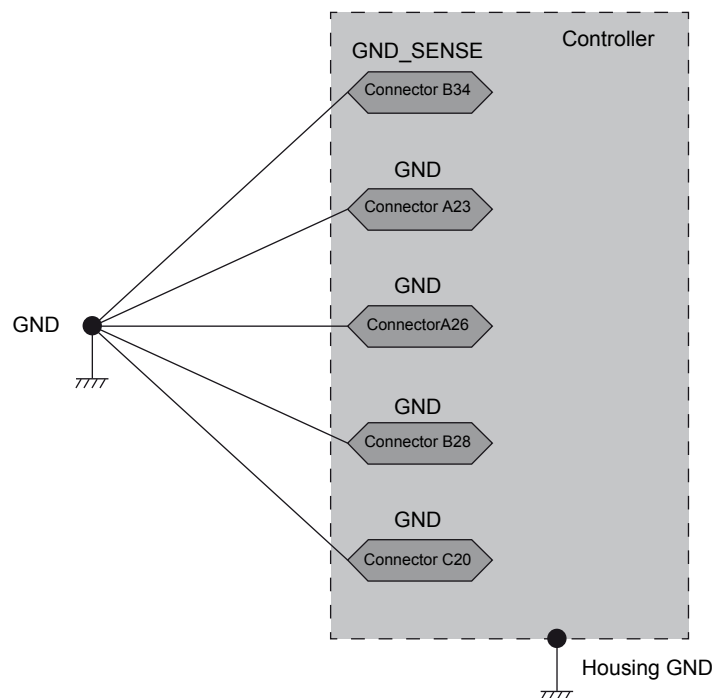 Controller
GND_SENSE
Connector B34
GND
Connector A23
GND
ConnectorA26
GND
GND
Connector B28
GND
Connector C20
Housing GND